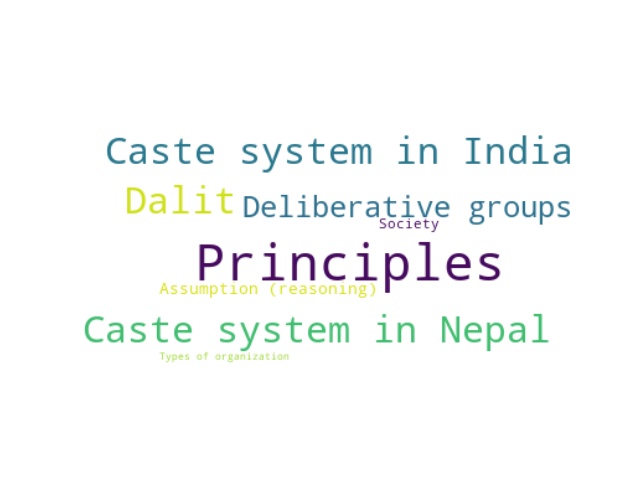 Caste system in India
Dalit
Deliberative groups
Society
Principles
Assumption (reasoning)
Caste system in Nepal
Types of organization